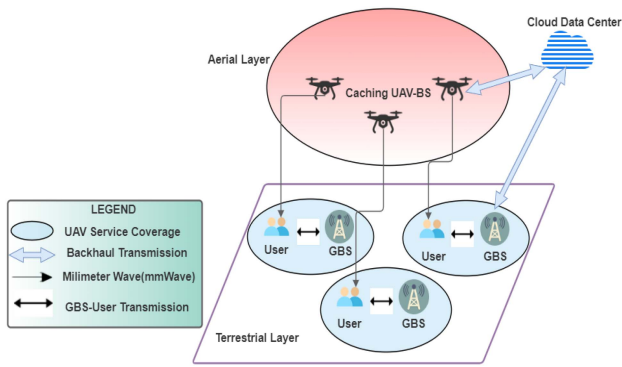 Cloud Data Center
Aerial Layer
Caching UAV-BS
LEGEND
UAV Service Coverage
Backhaul Transmission
Milimeter Wave(mmWave)
GBS-User Transmission
User
GBS
User
GBS
User
GBS
Terrestrial Layer